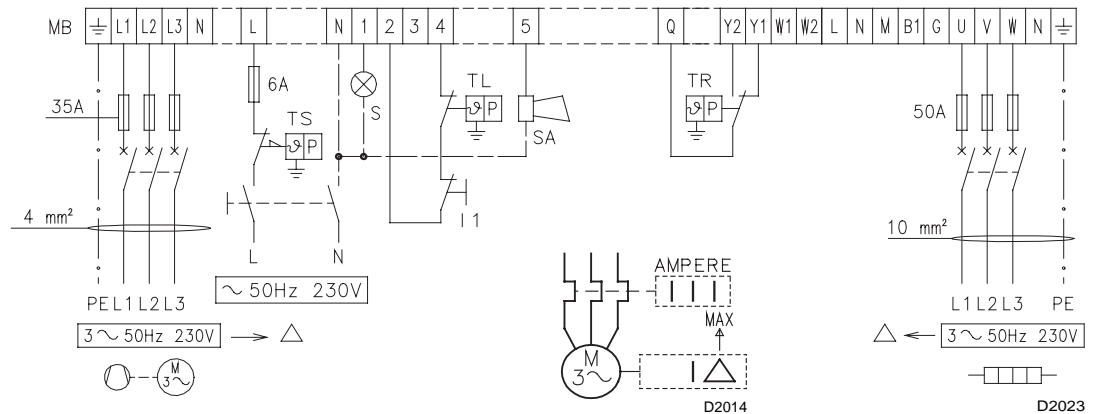 MB L1 L2 L3 N L N 1 2 3 4 5 Q Y2 Y1 W1 W2 L N M B1 G U V W N
6A
S
TL
ϑ P
TR
ϑ P
35A
TS
ϑ P
SA
50A
4 mm²
I1
10 mm²
L N
AMPERE
PE L1 L2 L3
~ 50Hz 230V
L1 L2 L3 PE
3~ 50Hz 230V
MAX
3~ 50Hz 230V
M
3~
M
3~
I △
D2014
D2023